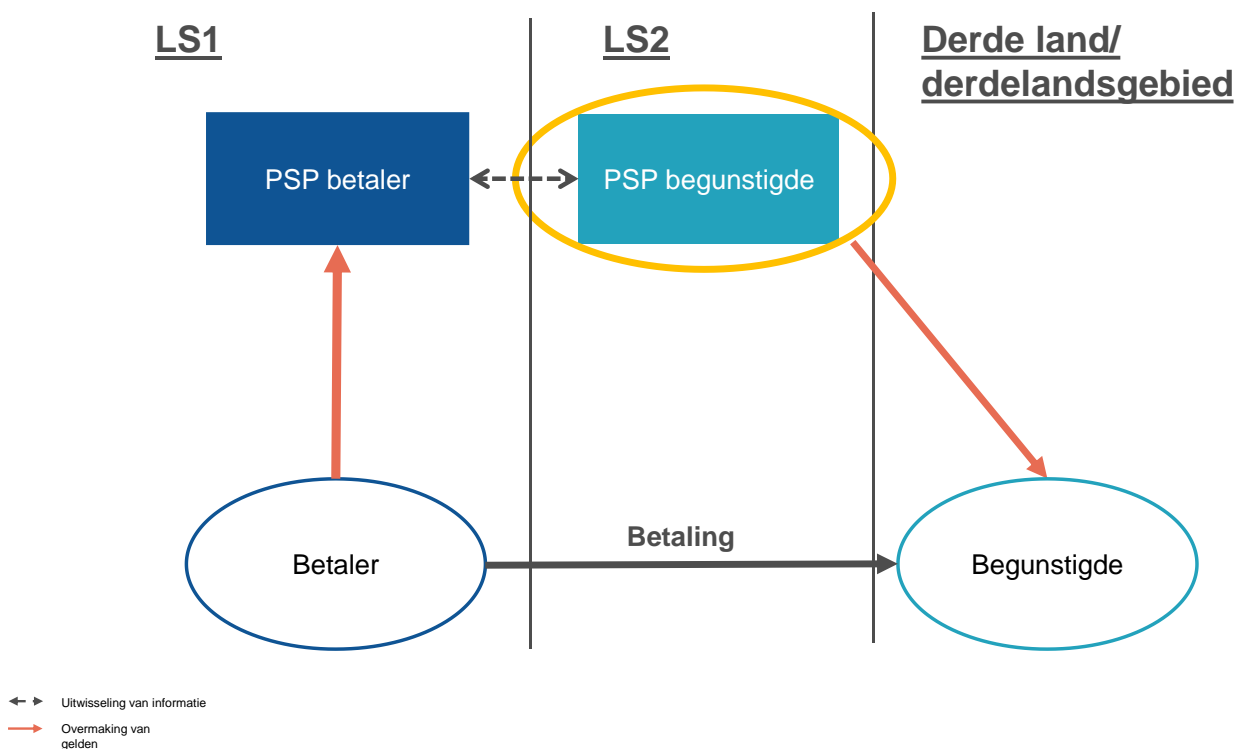 LS1
LS2
Derde land/
derdelandsgebied
PSP betaler
PSP begunstigde
Betaling
Betaler
Begunstigde
Uitwisseling van informatie
Overmaking van
gelden